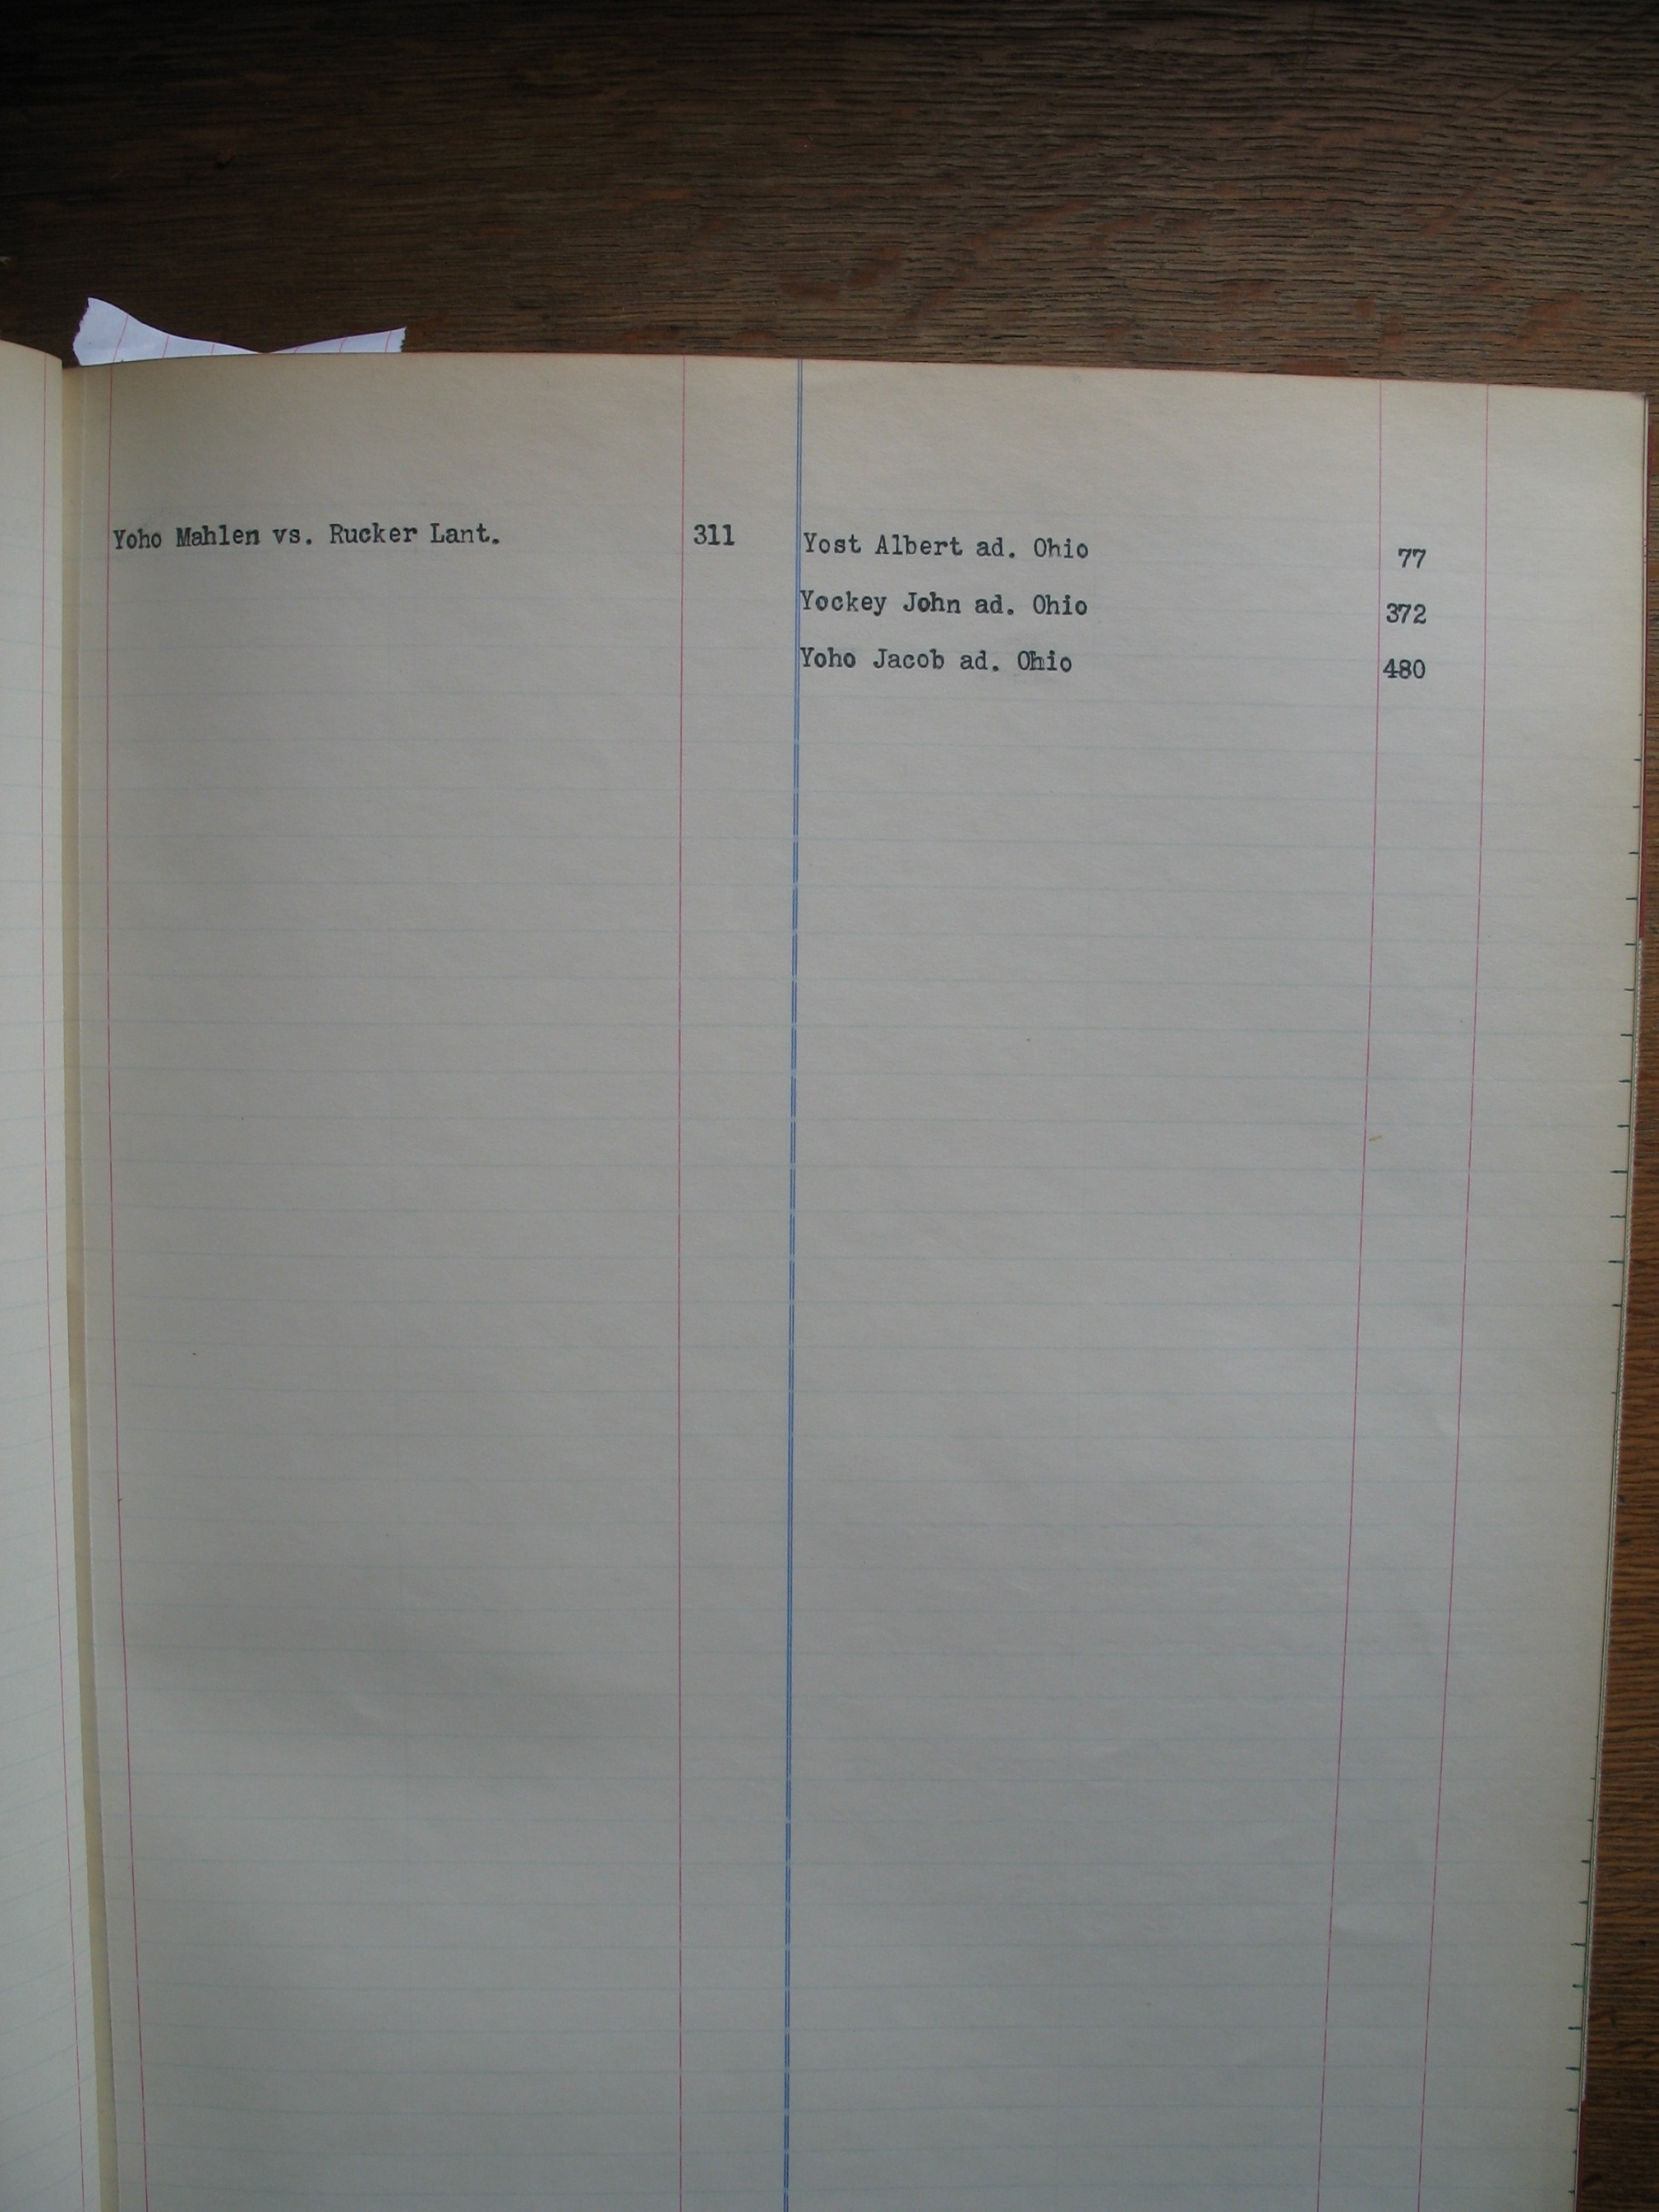 Yoho Mahlen vs. Rucker Lant. 311
Yost Albert ad. Ohio 77
Yockey John ad. Ohio 372
Yoho Jacob ad. Ohio 480